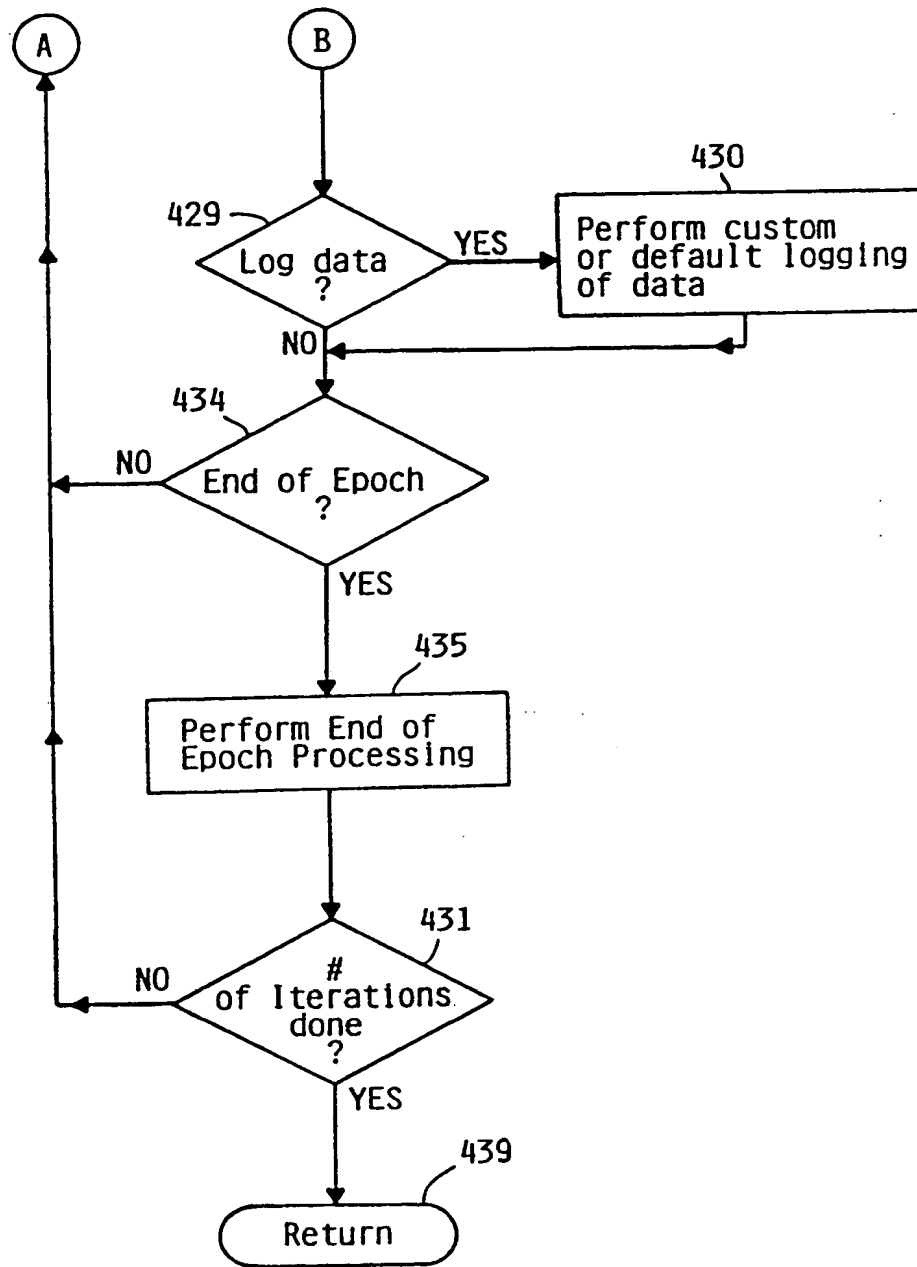 A
B
429
Log data
?
YES
NO
430
Perform custom
or default logging
of data
434
End of Epoch
?
NO
YES
435
Perform End of
Epoch Processing
431
#
of Iterations
done
?
NO
YES
439
Return